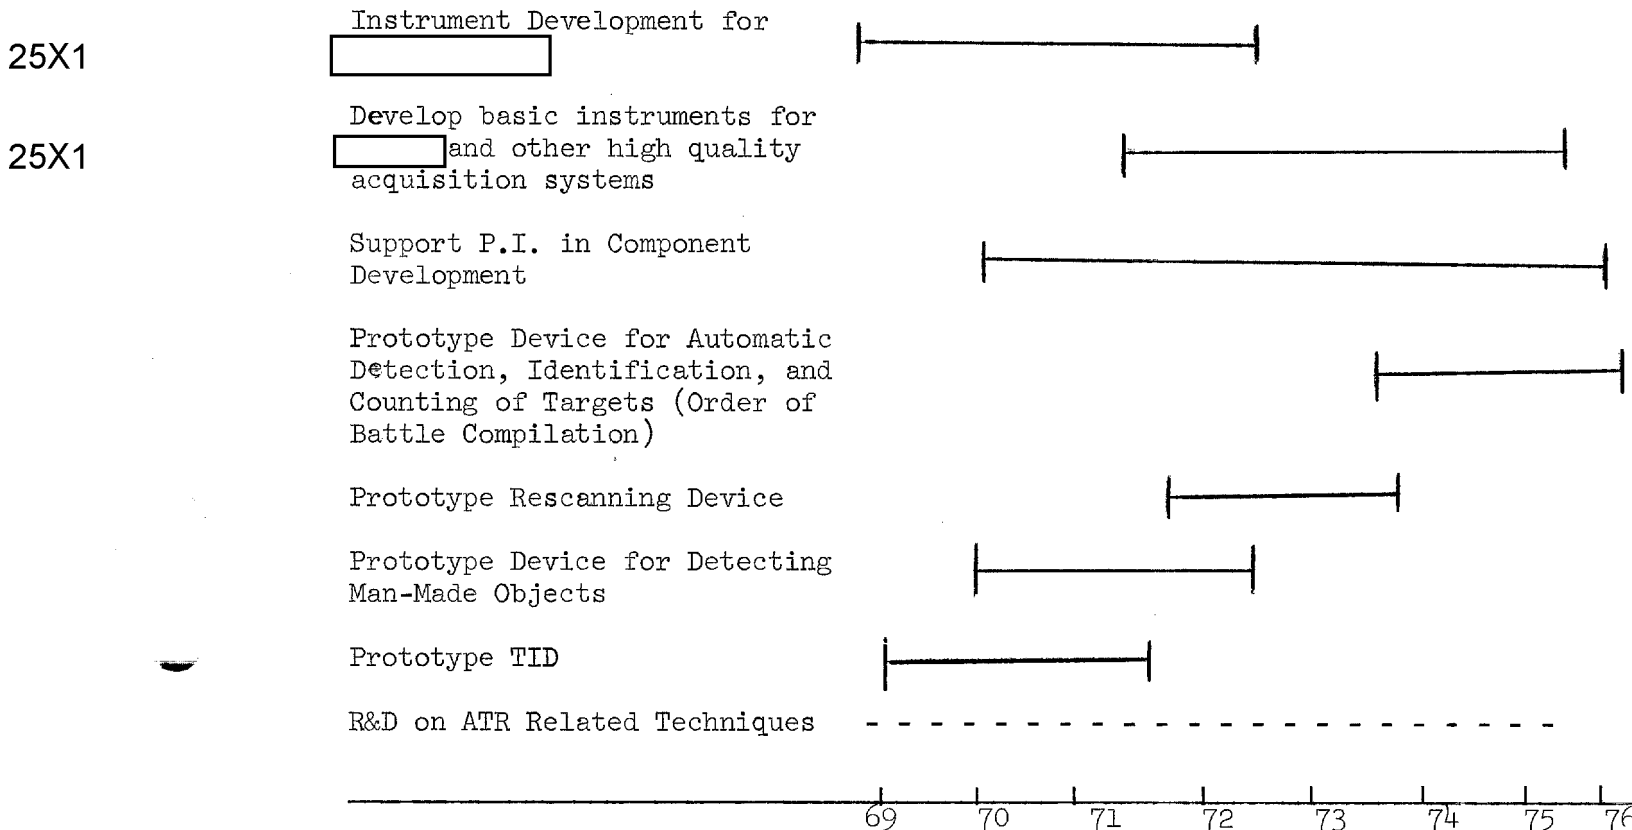 Instrument Development for
25X1
Develop basic instruments for
25X1 and other high quality
acquisition systems
Support P.I. in Component
Development
Prototype Device for Automatic
Detection, Identification, and
Counting of Targets (Order of
Battle Compilation)
Prototype Rescanning Device
Prototype Device for Detecting
Man-Made Objects
Prototype TID
R&D on ATR Related Techniques
69 70 71 72 73 74 75 76